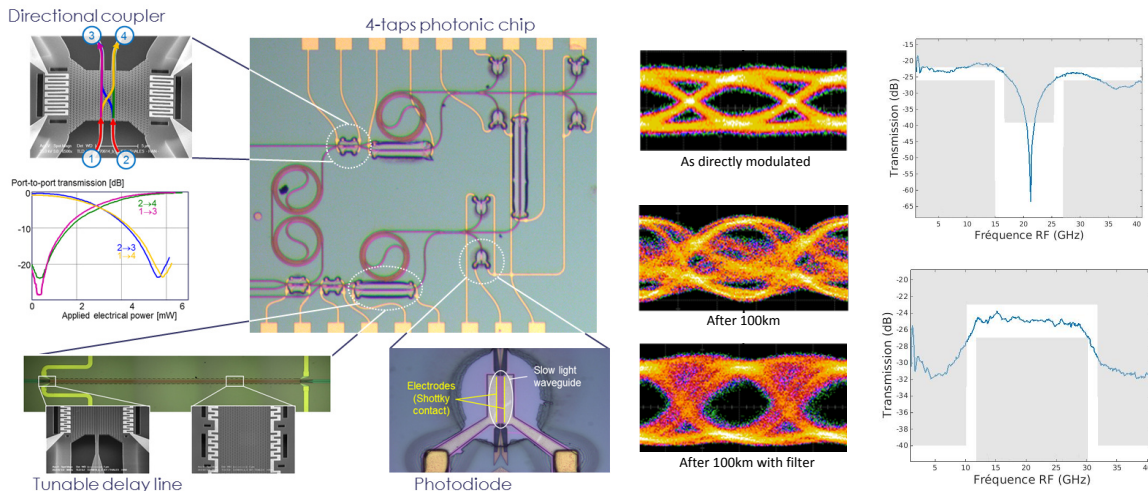 Directional coupler
4-taps photonic chip
3
4
1
2
Port-to-port transmission [dB]
0
-10
-20
2→4
1→3
2→3
1→4
0
2
4
6
Applied electrical power [mW]
Electrodes
(Shottky
contact)
Slow light
waveguide
Tunable delay line
Photodiode
As directly modulated
After 100km
After 100km with filter
Transmission (dB)
-15
-20
-25
-30
-35
-40
-45
-50
-55
-60
-65
5
10
15
20
25
30
35
40
Fréquence RF (GHz)
Transmission (dB)
-22
-24
-26
-28
-30
-32
-34
-36
-38
-40
5
10
15
20
25
30
35
40
Fréquence RF (GHz)